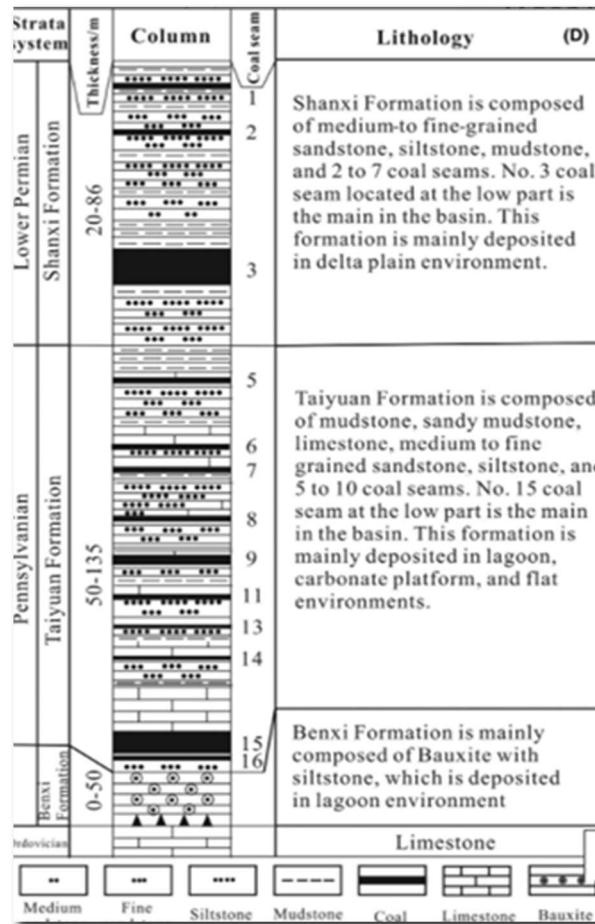 Strata
ystem
Thickness/m
Column
Coal seam
Lithology
(D)
Lower Permian
Shanxi Formation
20-86
1
2
3
Shanxi Formation is composed
of medium-to fine-grained
sandstone, siltstone, mudstone,
and 2 to 7 coal seams. No. 3 coal
seam located at the low part is
the main in the basin. This
formation is mainly deposited
in delta plain environment.
Pennsylvanian
Taiyuan Formation
50-135
5
6
7
8
9
11
13
14
15
16
Taiyuan Formation is composed
of mudstone, sandy mudstone,
limestone, medium to fine
grained sandstone, siltstone, and
5 to 10 coal seams. No. 15 coal
seam at the low part is the main
in the basin. This formation is
mainly deposited in lagoon,
carbonate platform, and flat
environments.
Benxi
Formation
0-50
Benxi Formation is mainly
composed of Bauxite with
siltstone, which is deposited
in lagoon environment
rdovician
Limestone
Medium
Fine
Siltstone
Mudstone
Coal
Limestone
Bauxite